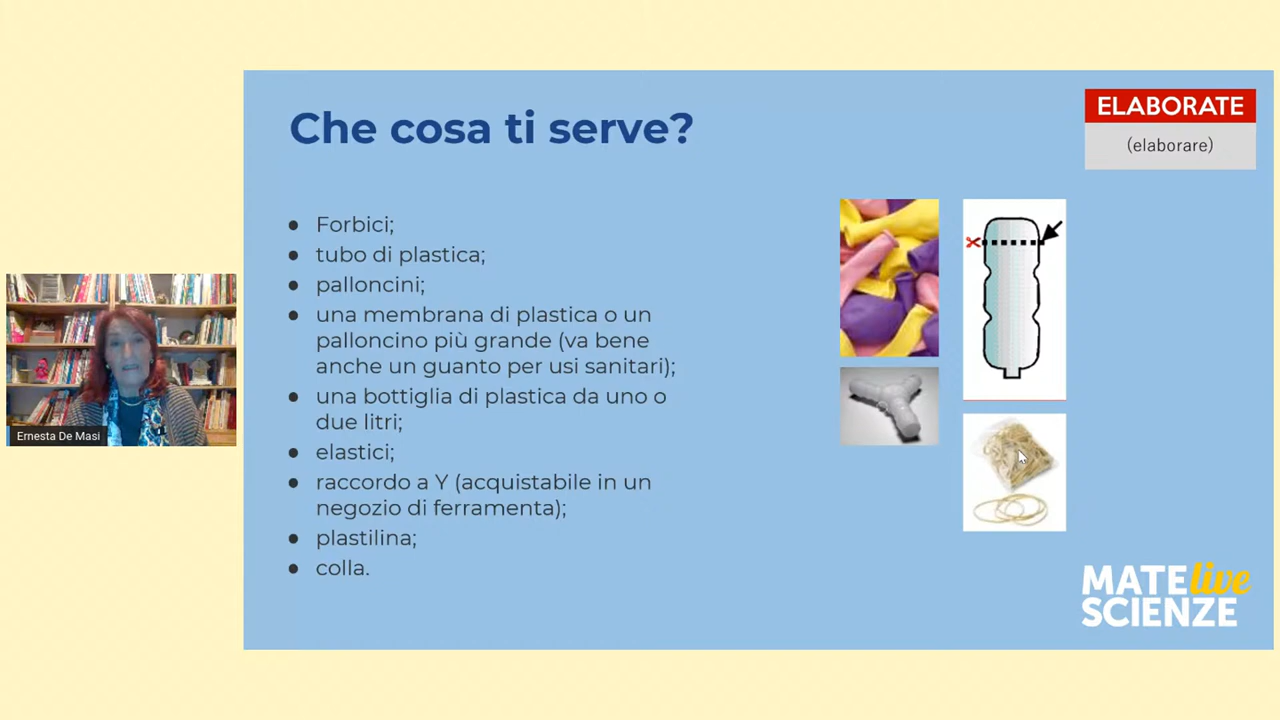 Che cosa ti serve?
ELABORATE
(elaborare)
● Forbici;
● tubo di plastica;
● palloncini;
● una membrana di plastica o un
palloncino più grande (va bene
anche un guanto per usi sanitari);
● una bottiglia di plastica da uno o
due litri;
● elastici;
● raccordo a Y (acquistabile in un
negozio di ferramenta);
● plastilina;
● colla.
Ernesta De Masi
MATE live
SCIENZE